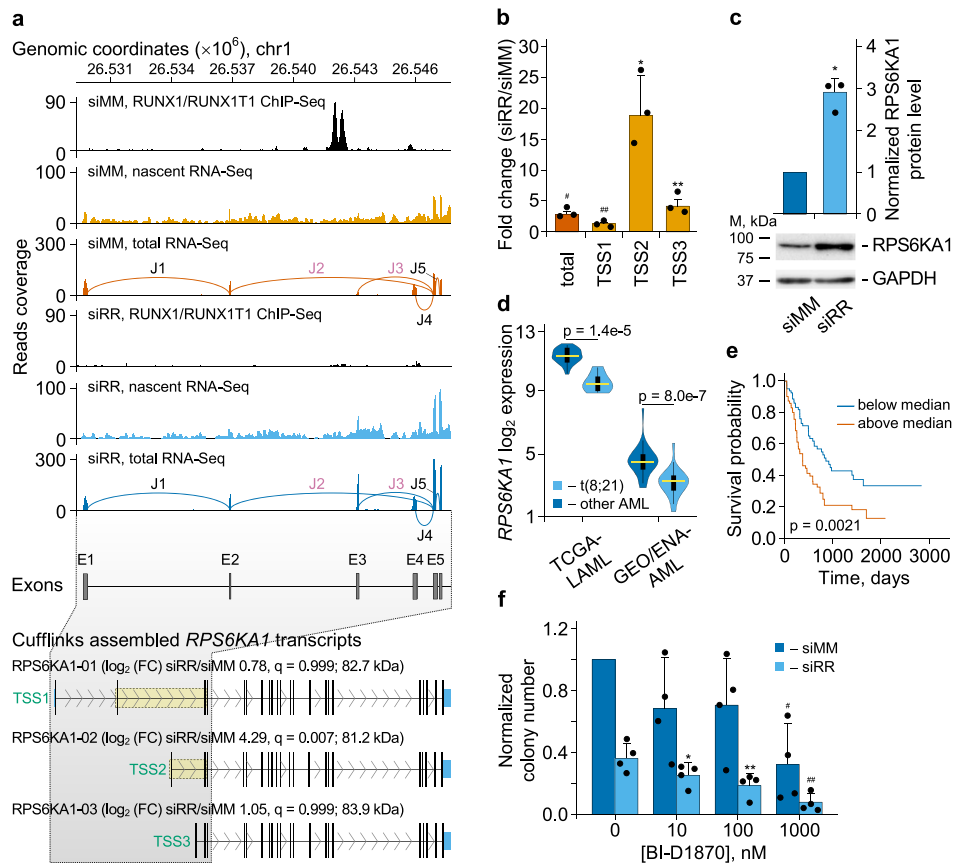 a
Genomic coordinates (×10⁶), chr1
26.531 26.534 26.537 26.540 26.543 26.546
Reads coverage
siMM, RUNX1/RUNX1T1 ChIP-Seq
90
0
siMM, nascent RNA-Seq
100
50
0
siMM, total RNA-Seq
300
150
0
J1 J2 J3 J5
J4
siRR, RUNX1/RUNX1T1 ChIP-Seq
90
0
siRR, nascent RNA-Seq
100
50
0
siRR, total RNA-Seq
300
150
0
J1 J2 J3 J5
J4
E1 E2 E3 E4 E5
Exons
Cufflinks assembled RPS6KA1 transcripts
RPS6KA1-01 (log₂ (FC) siRR/siMM 0.78, q = 0.999; 82.7 kDa)
TSS1
RPS6KA1-02 (log₂ (FC) siRR/siMM 4.29, q = 0.007; 81.2 kDa)
TSS2
RPS6KA1-03 (log₂ (FC) siRR/siMM 1.05, q = 0.999; 83.9 kDa)
TSS3
b
Fold change (siRR/siMM)
30
25
20
15
10
5
0
# ## * **
total TSS1 TSS2 TSS3
c
*
4
3
2
1
0
Normalized RPS6KA1
protein level
M, kDa
100
75
37
- RPS6KA1
- GAPDH
siMM siRR
d
RPS6KA1 log₂ expression
13
9
5
1
p = 1.4e-5
p = 8.0e-7
– t(8;21)
– other AML
TCGA-
LAML
GEO/ENA-
AML
e
Survival probability
1.0
0.8
0.6
0.4
0.2
0.0
below median
above median
p = 0.0021
0 1000 2000 3000
Time, days
f
Normalized
colony number
1.2
0.8
0.4
0.0
– siMM
– siRR
* ** # ##
0 10 100 1000
[BI-D1870], nM